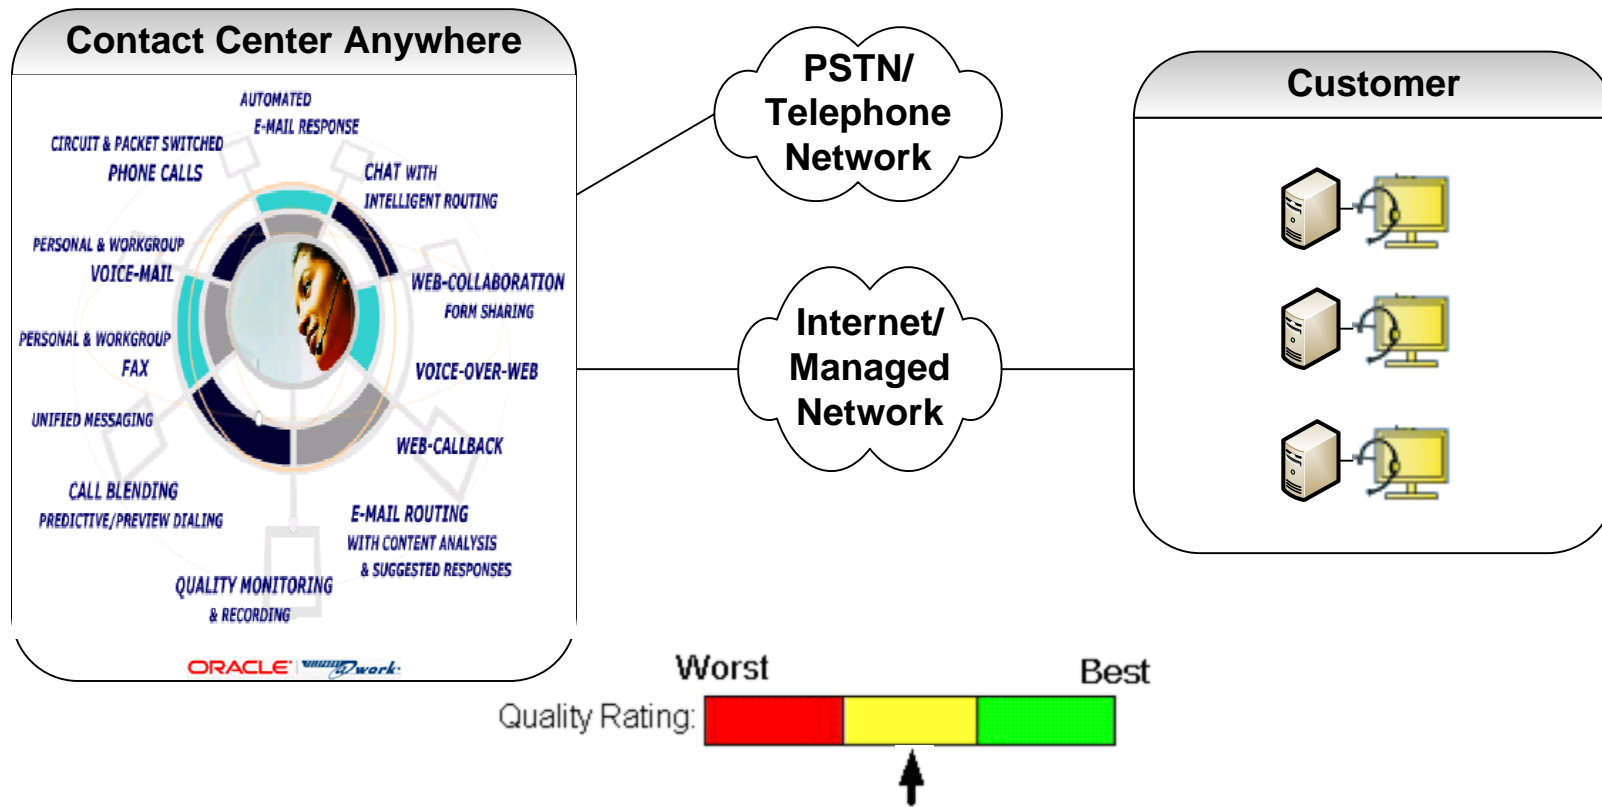 Contact Center Anywhere
AUTOMATED
E-MAIL RESPONSE
CIRCUIT & PACKET SWITCHED
PHONE CALLS
CHAT WITH
INTELLIGENT ROUTING
PERSONAL & WORKGROUP
VOICE-MAIL
WEB-COLLABORATION
FORM SHARING
PERSONAL & WORKGROUP
FAX
VOICE-OVER-WEB
UNIFIED MESSAGING
WEB-CALLBACK
CALL BLENDING
PREDICTIVE/PREVIEW DIALING
E-MAIL ROUTING
WITH CONTENT ANALYSIS
& SUGGESTED RESPONSES
QUALITY MONITORING
& RECORDING
ORACLE
@work
PSTN/
Telephone
Network
Internet/
Managed
Network
Customer
Worst
Best
Quality Rating: